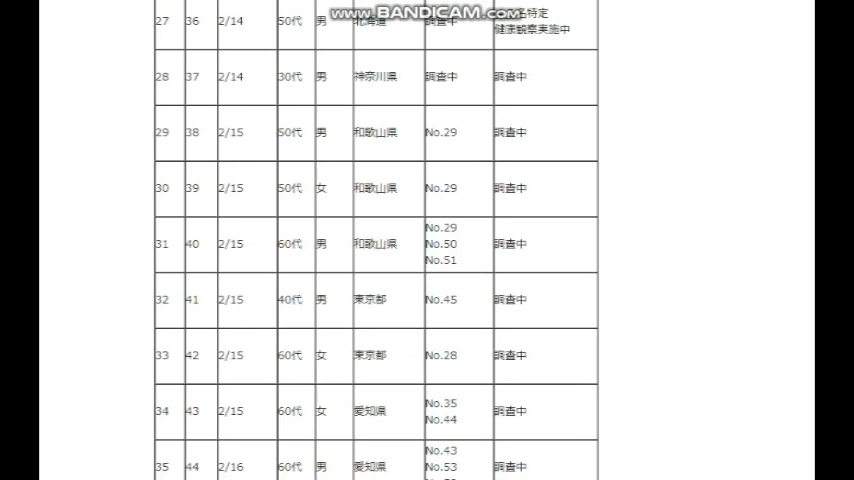 www.BANDICAM.com
27 36 2/14 50代 男 北海道 調査中 名特定
健康観察実施中
28 37 2/14 30代 男 神奈川県 調査中 調査中
29 38 2/15 50代 男 和歌山県 No.29 調査中
30 39 2/15 50代 女 和歌山県 No.29 調査中
31 40 2/15 60代 男 和歌山県 No.29 調査中
No.50
No.51
32 41 2/15 40代 男 東京都 No.45 調査中
33 42 2/15 60代 女 東京都 No.28 調査中
34 43 2/15 60代 女 愛知県 No.35 調査中
No.44
35 44 2/16 60代 男 愛知県 No.43 調査中
No.53